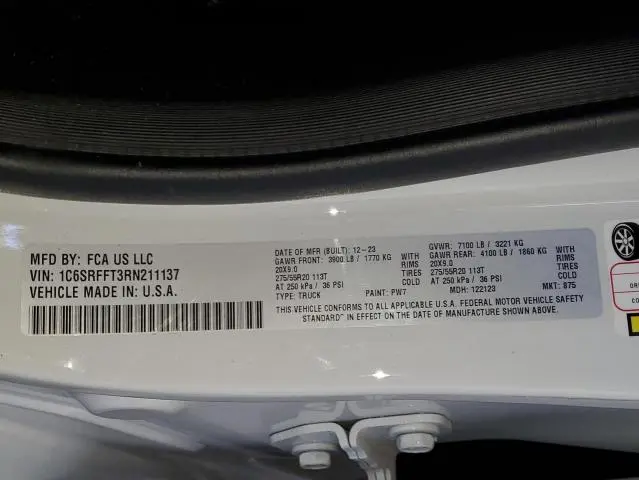 MFD BY: FCA US LLC
VIN: 1C6SRFFT3RN211137
VEHICLE MADE IN: U.S.A.
DATE OF MFR (BUILT): 12-23 GVWR: 7100 LB / 3221 KG
GAWR FRONT: 3900 LB / 1770 KG WITH GAWR REAR: 4100 LB / 1860 KG WITH
20X9.0 RIMS 20X9.0 RIMS
275/55R20 113T TIRES 275/55R20 113T TIRES
AT 250 kPa / 36 PSI COLD AT 250 kPa / 36 PSI COLD
TYPE: TRUCK PAINT: PW7 MDH: 122123 MKT: 875
THIS VEHICLE CONFORMS TO ALL APPLICABLE U.S.A. FEDERAL MOTOR VEHICLE SAFETY
STANDARD IN EFFECT ON THE DATE OF MANUFACTURE SHOWN ABOVE.